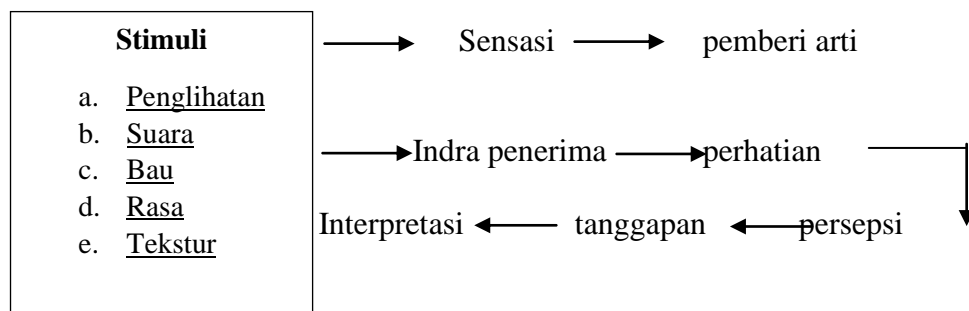 Stimuli
Sensasi
pemberi arti
a. Penglihatan
b. Suara
c. Bau
d. Rasa
e. Tekstur
Indra penerima
perhatian
Interpretasi
tanggapan
persepsi